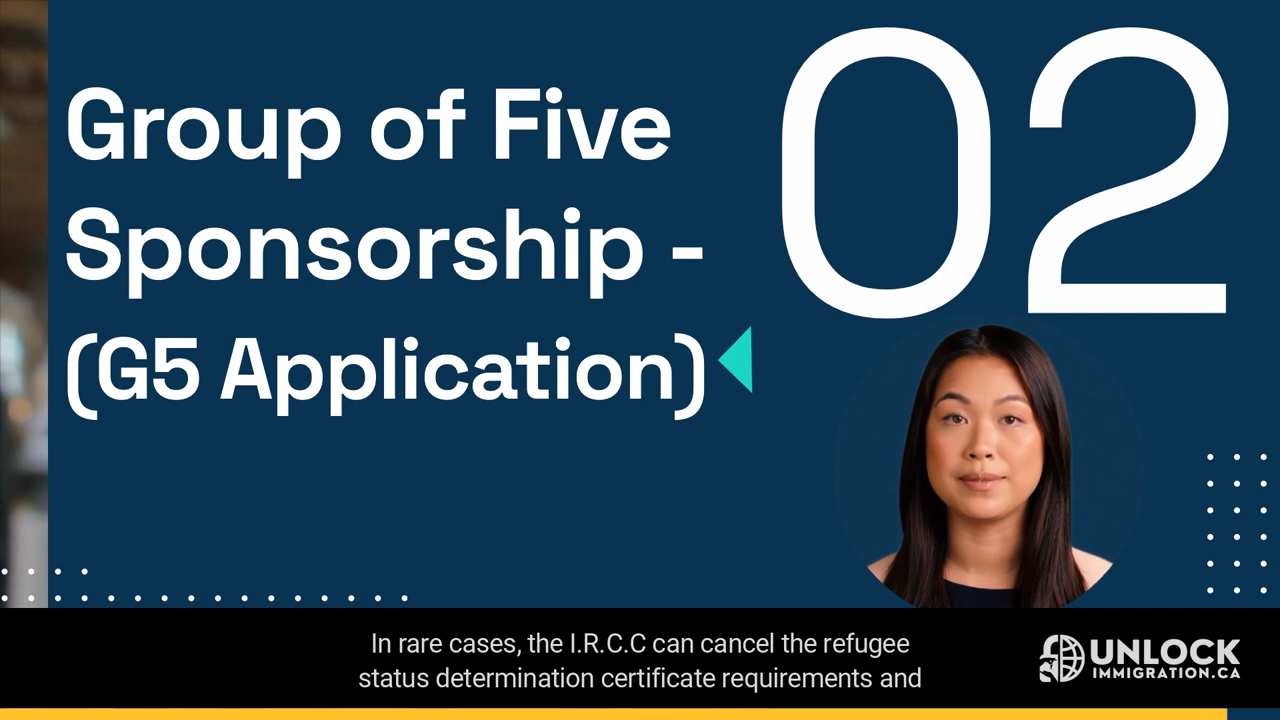 Group of Five
Sponsorship -
(G5 Application)
02
In rare cases, the I.R.C.C can cancel the refugee
status determination certificate requirements and
UNLOCK
IMMIGRATION.CA